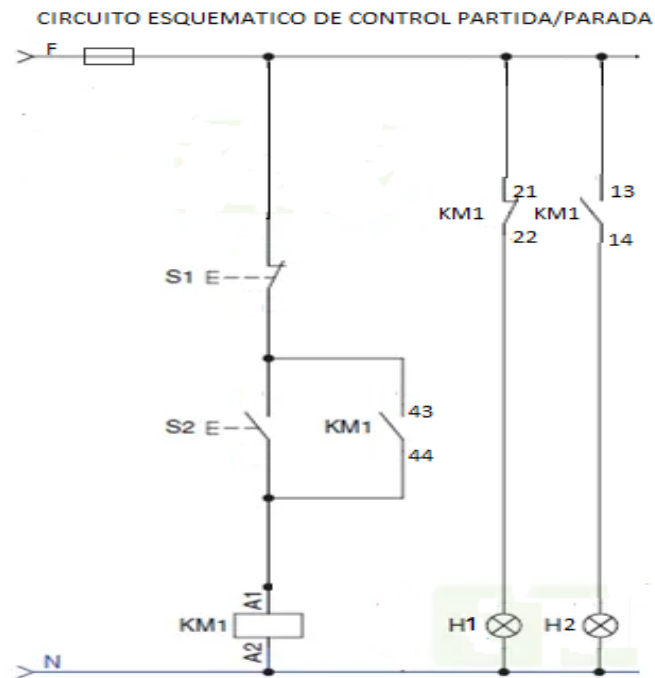 CIRCUITO ESQUEMATICO DE CONTROL PARTIDA/PARADA
F
21
13
KM1
KM1
22
14
S1
43
S2
KM1
44
A1
KM1
H1
H2
A2
N